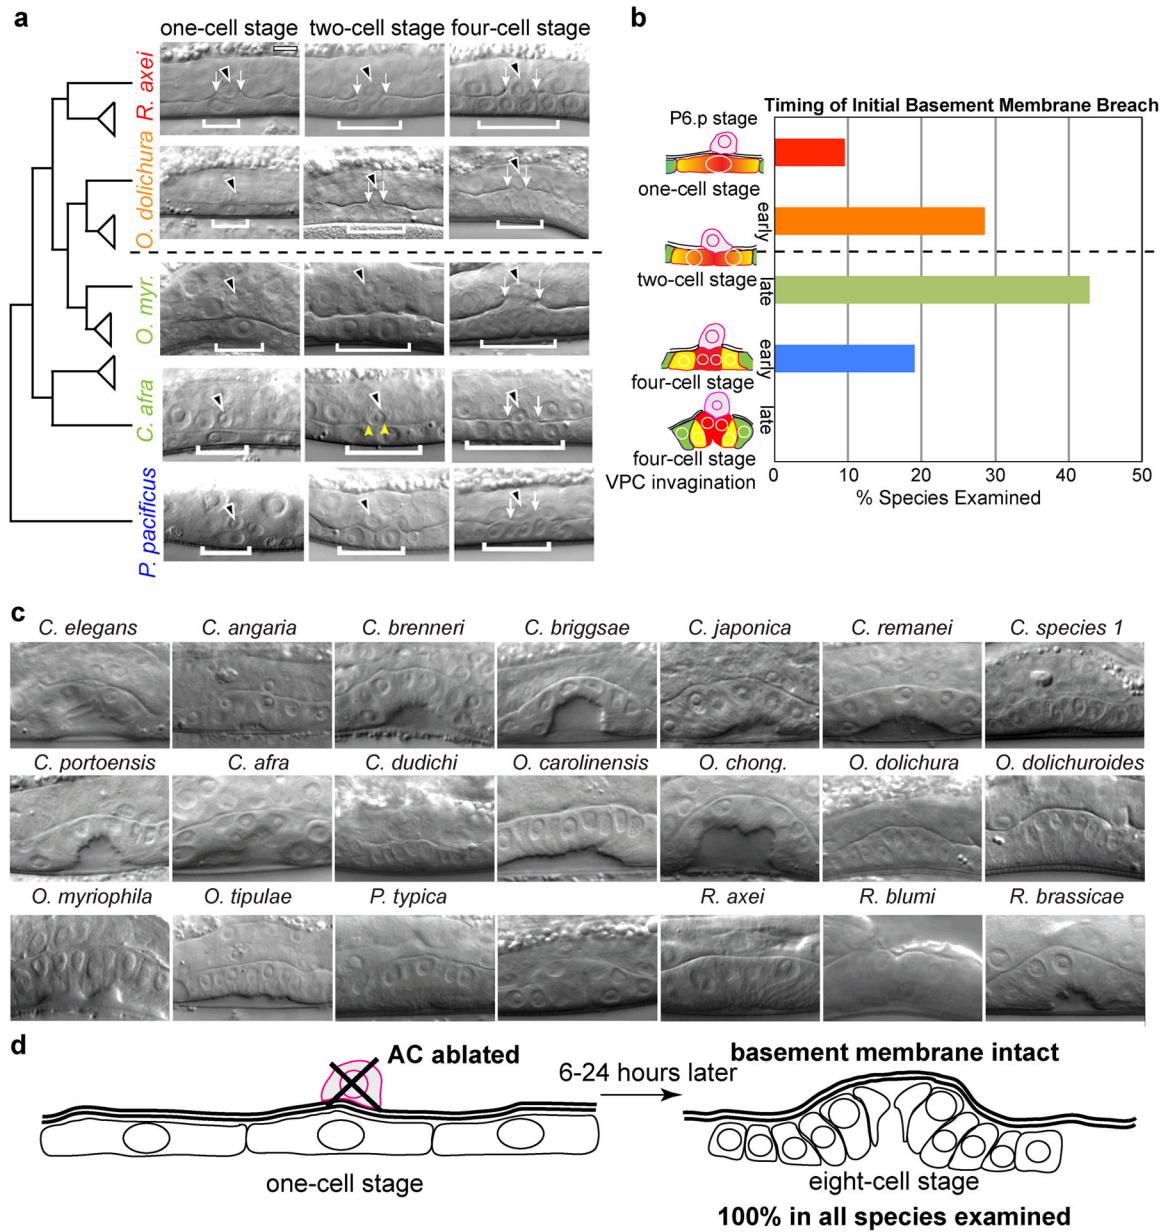 a
one-cell stage two-cell stage four-cell stage
R. axei
O. dolichura
O. myr.
C. afra
P. pacificus
b
Timing of Initial Basement Membrane Breach
P6.p stage
one-cell stage
early
two-cell stage
late
early
four-cell stage
late
four-cell stage
VPC invagination
0 10 20 30 40 50
% Species Examined
c
C. elegans C. angaria C. brenneri C. briggsae C. japonica C. remanei C. species 1
C. portoensis C. afra C. dudichi O. carolinensis O. chong. O. dolichura O. dolichuroides
O. myriophila O. tipulae P. typica R. axei R. blumi R. brassicae
d
AC ablated
6-24 hours later
basement membrane intact
one-cell stage
eight-cell stage
100% in all species examined